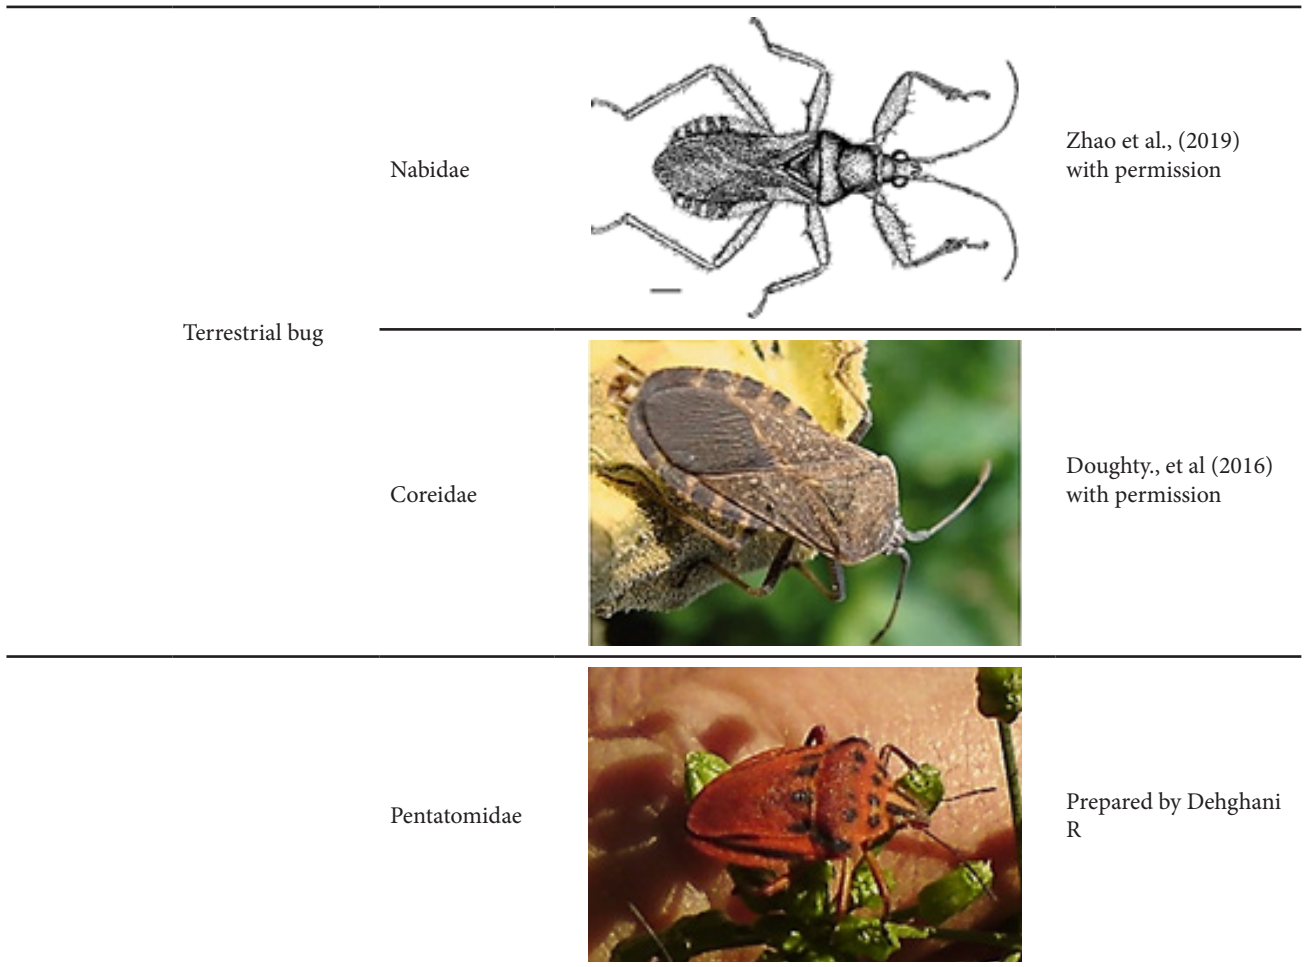 Terrestrial bug
Nabidae
Zhao et al., (2019)
with permission
Coreidae
Doughty., et al (2016)
with permission
Pentatomidae
Prepared by Dehghani
R